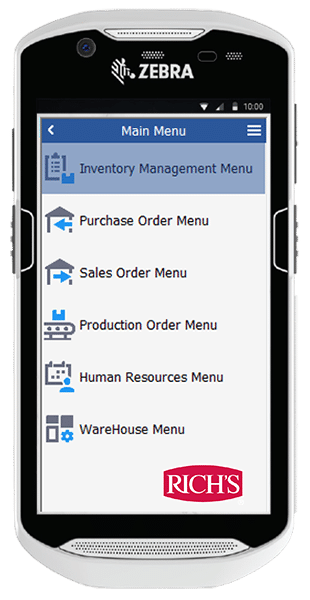 ZEBRA
10:00
Main Menu
Inventory Management Menu
Purchase Order Menu
Sales Order Menu
Production Order Menu
Human Resources Menu
WareHouse Menu
RICH'S